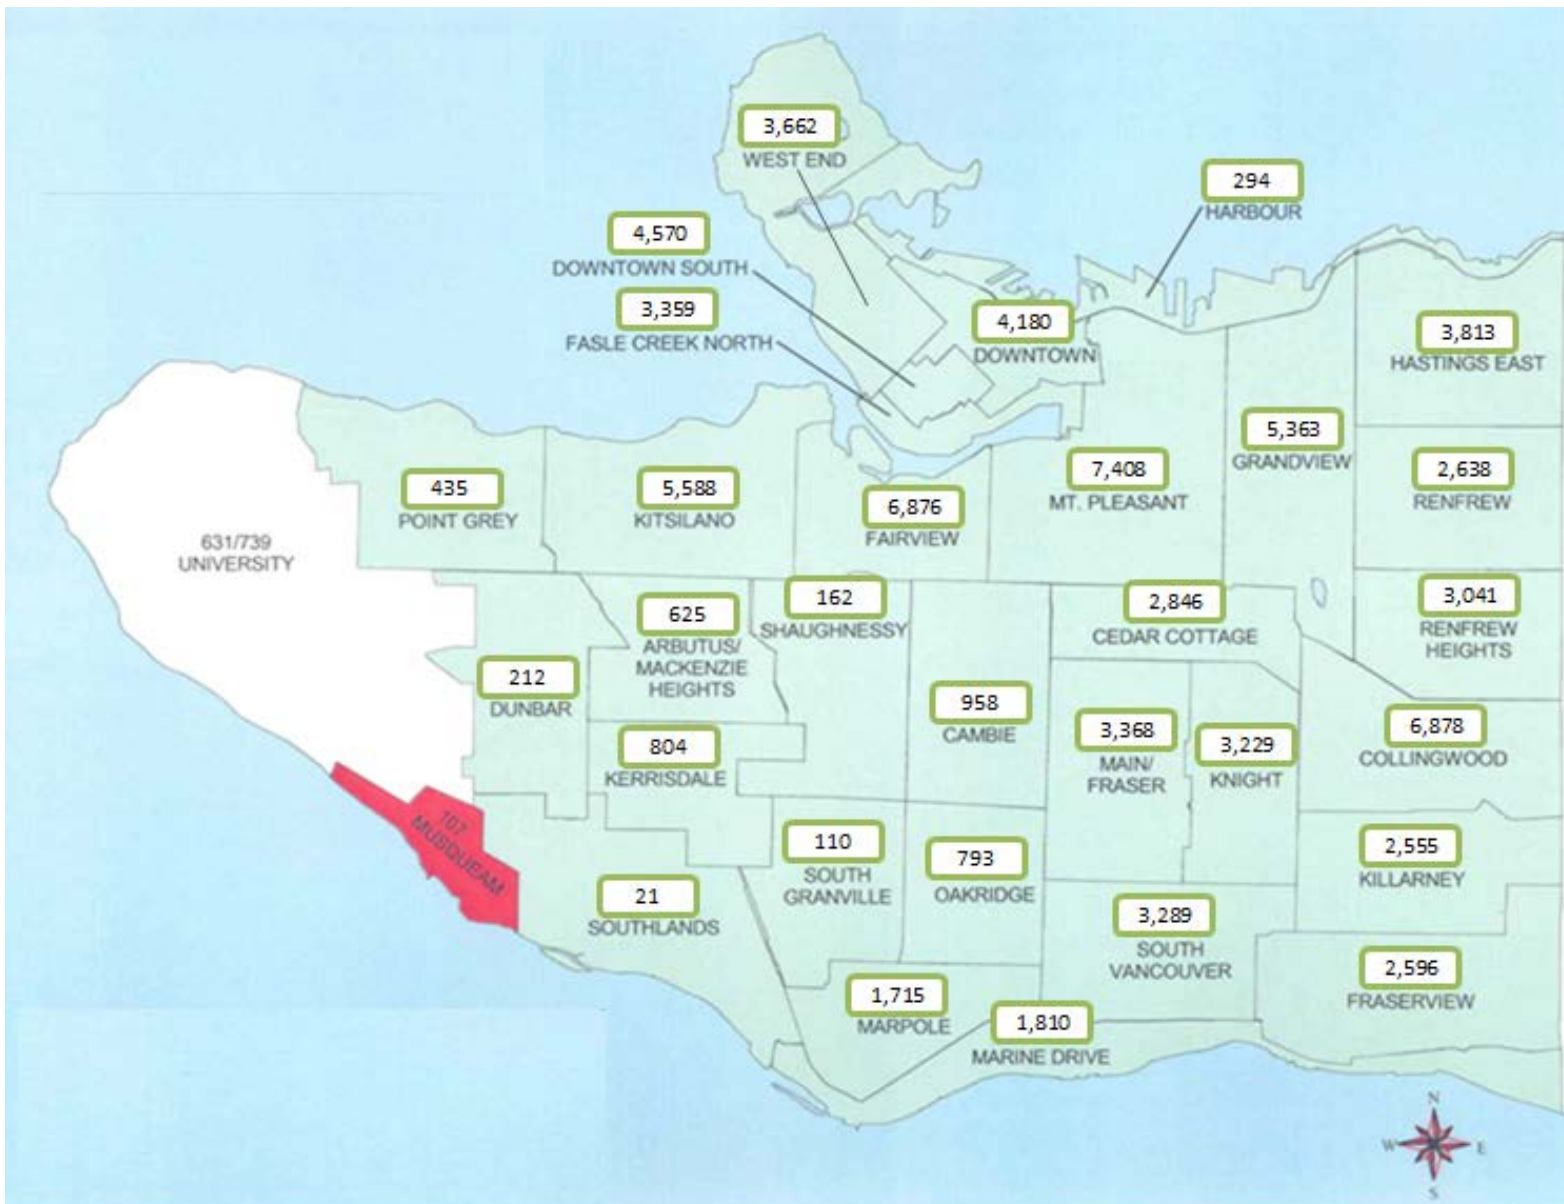 3,662
WEST END
294
HARBOUR
4,570
DOWNTOWN SOUTH
3,359
FASLE CREEK NORTH
4,180
DOWNTOWN
3,813
HASTINGS EAST
5,363
GRANDVIEW
2,638
RENFREW
435
POINT GREY
5,588
KITSILANO
6,876
FAIRVIEW
7,408
MT. PLEASANT
631/739
UNIVERSITY
625
ARBUTUS/
MACKENZIE
HEIGHTS
162
SHAUGHNESSY
2,846
CEDAR COTTAGE
3,041
RENFREW
HEIGHTS
212
DUNBAR
958
CAMBIE
3,368
MAIN/
FRASER
3,229
KNIGHT
6,878
COLLINGWOOD
804
KERRISDALE
707
MUSQUEAM
110
SOUTH
GRANVILLE
793
OAKRIDGE
2,555
KILLARNEY
21
SOUTHLANDS
3,289
SOUTH
VANCOUVER
2,596
FRASERVIEW
1,715
MARPOLE
1,810
MARINE DRIVE
N
W
E
S